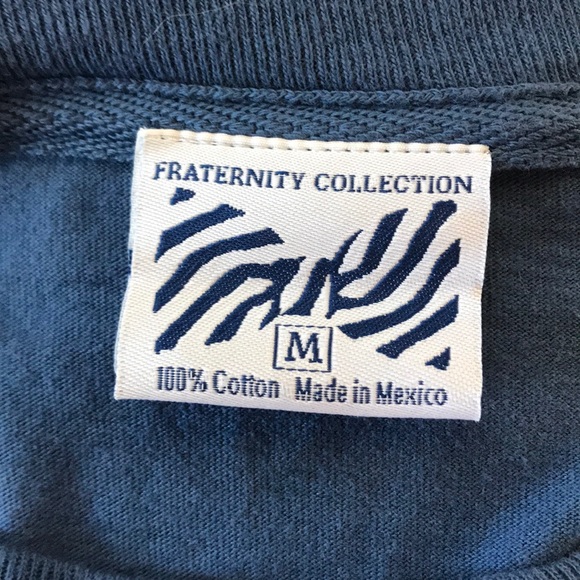 FRATERNITY COLLECTION
M
100% Cotton Made in Mexico